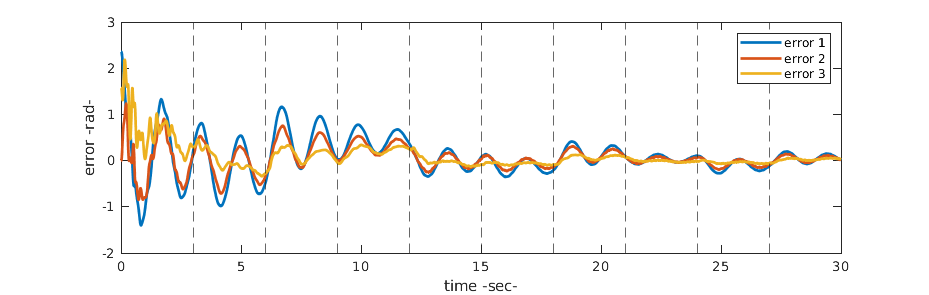 3
2
1
0
-1
-2
error -rad-
error 1
error 2
error 3
0 5 10 15 20 25 30
time -sec-